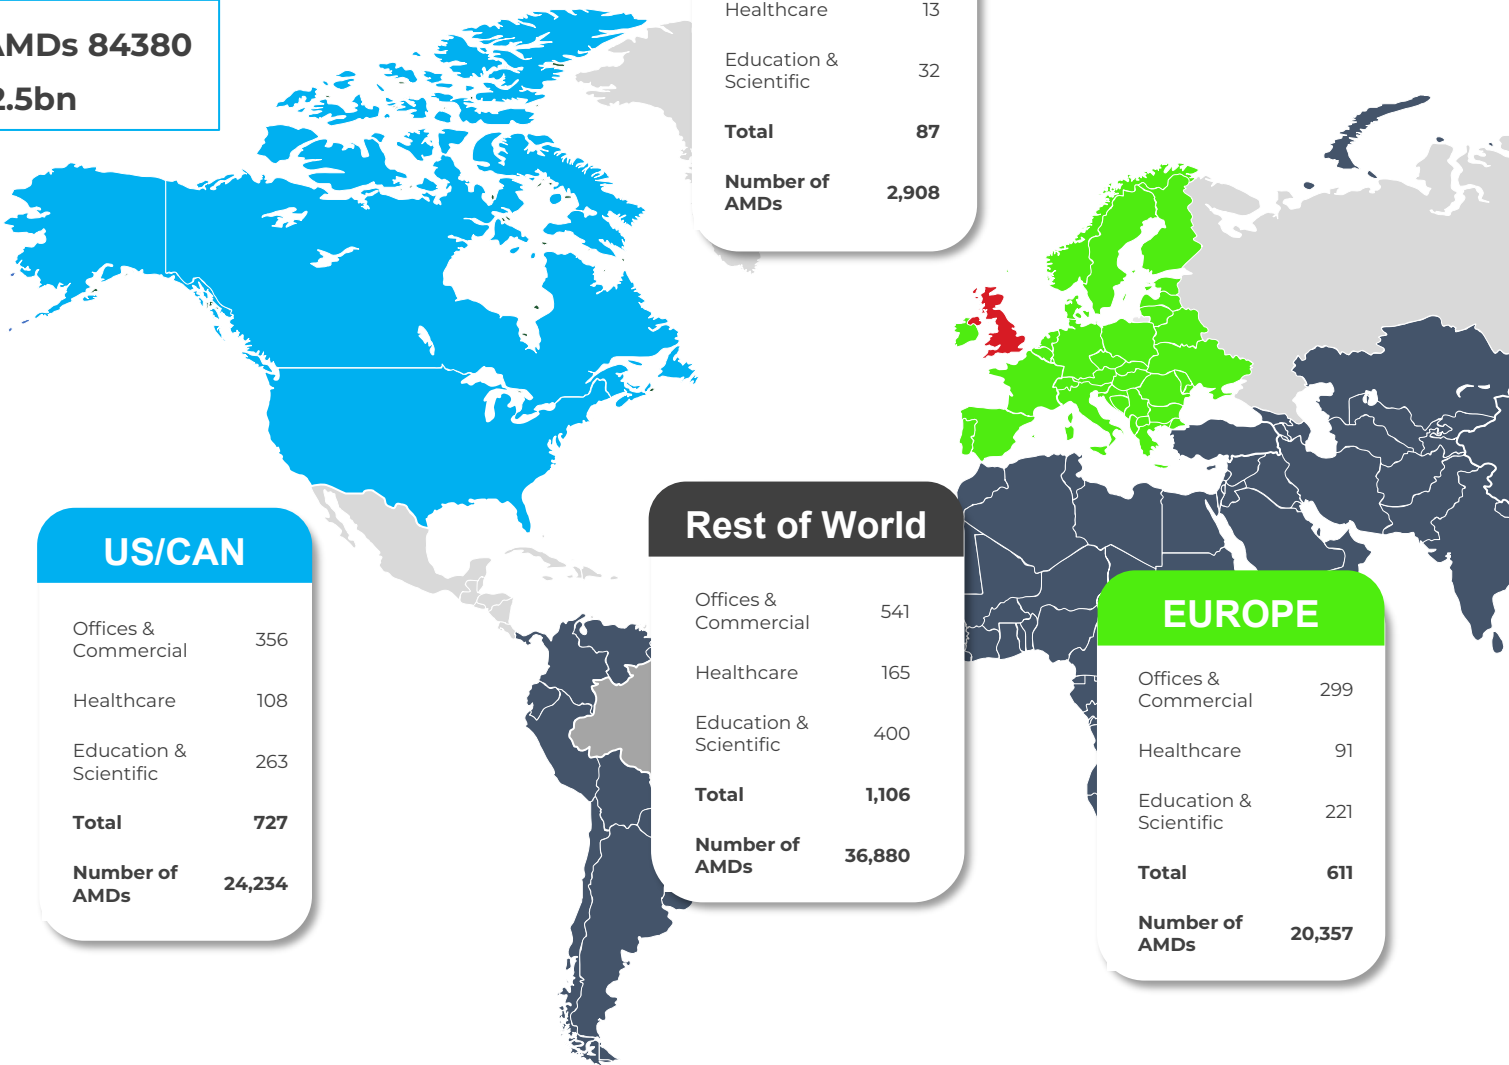 AMDs 84380
2.5bn
Healthcare 13
Education &
Scientific 32
Total 87
Number of
AMDs 2,908
US/CAN
Offices &
Commercial 356
Healthcare 108
Education &
Scientific 263
Total 727
Number of
AMDs 24,234
Rest of World
Offices &
Commercial 541
Healthcare 165
Education &
Scientific 400
Total 1,106
Number of
AMDs 36,880
EUROPE
Offices &
Commercial 299
Healthcare 91
Education &
Scientific 221
Total 611
Number of
AMDs 20,357